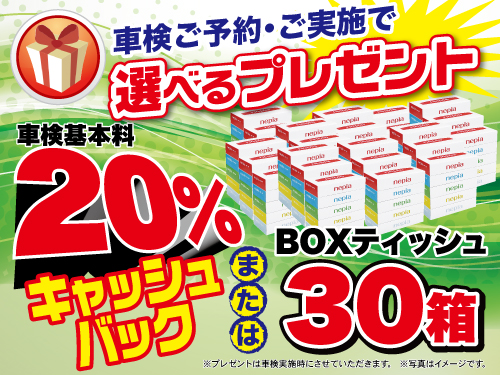 車検ご予約・ご実施で
選べるプレゼント
車検基本料
20%
キャッシュ
バック
または
BOXティッシュ
30箱
nepia
※プレゼントは車検実施時にさせていただきます。 ※写真はイメージです。